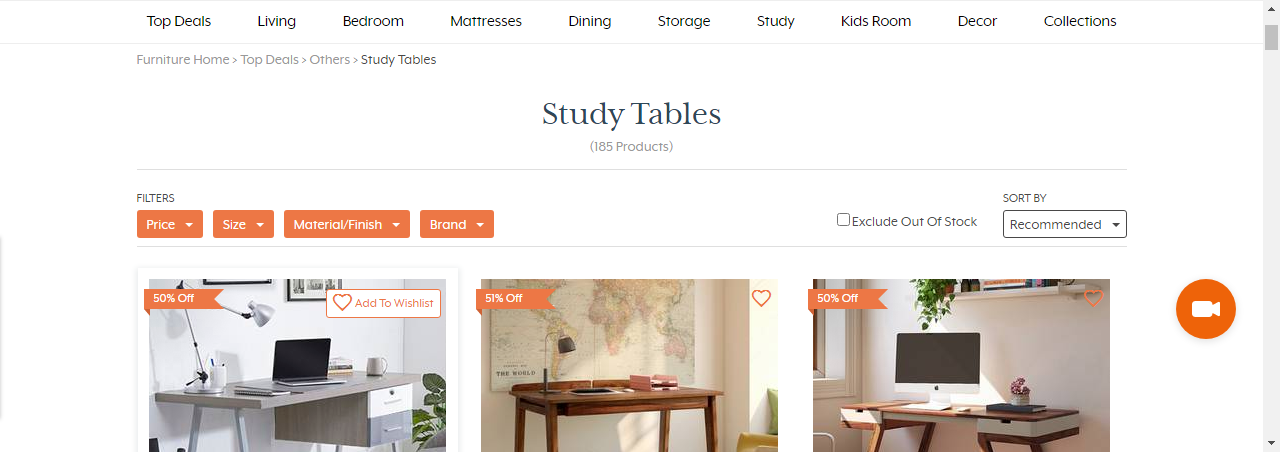 Top Deals Living Bedroom Mattresses Dining Storage Study Kids Room Decor Collections
Furniture Home > Top Deals > Others > Study Tables
Study Tables
(185 Products)
FILTERS
SORT BY
Price Size Material/Finish Brand
Exclude Out Of Stock
Recommended
50% Off
Add To Wishlist
51% Off
50% Off
THE WORLD